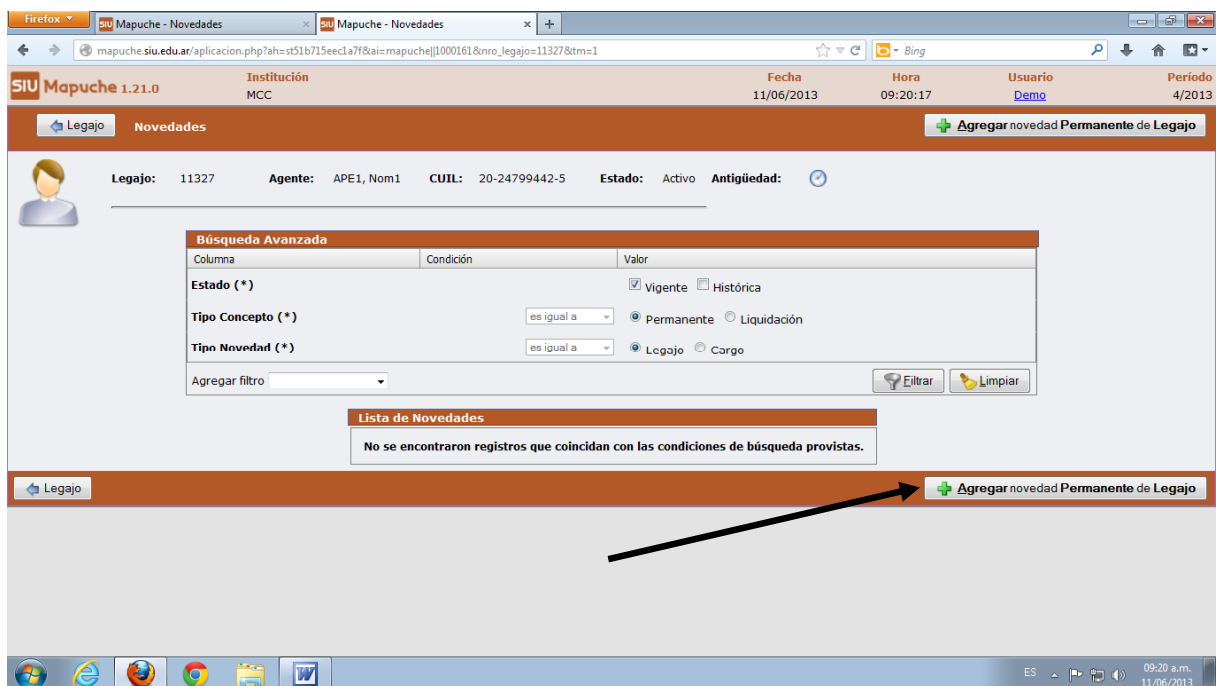 Firefox
SIU Mapuche - Novedades
SIU Mapuche - Novedades
mapuche.siu.edu.ar/aplicacion.php?ah=st51b715eec1a7f&ai=mapuche||1000161&nro_legajo=11327&tm=1
Bing
SIU Mapuche 1.21.0
Institución
MCC
Fecha
11/06/2013
Hora
09:20:17
Usuario
Demo
Período
4/2013
Legajo
Novedades
Agregar novedad Permanente de Legajo
Legajo: 11327 Agente: APE1, Nom1 CUIL: 20-24799442-5 Estado: Activo Antigüedad:
Búsqueda Avanzada
Columna Condición Valor
Estado (*) Vigente Histórica
Tipo Concepto (*) es igual a Permanente Liquidación
Tipo Novedad (*) es igual a Legajo Cargo
Agregar filtro Filtrar Limpiar
Lista de Novedades
No se encontraron registros que coincidan con las condiciones de búsqueda provistas.
Legajo
Agregar novedad Permanente de Legajo
ES
09:20 a.m.
11/06/2013